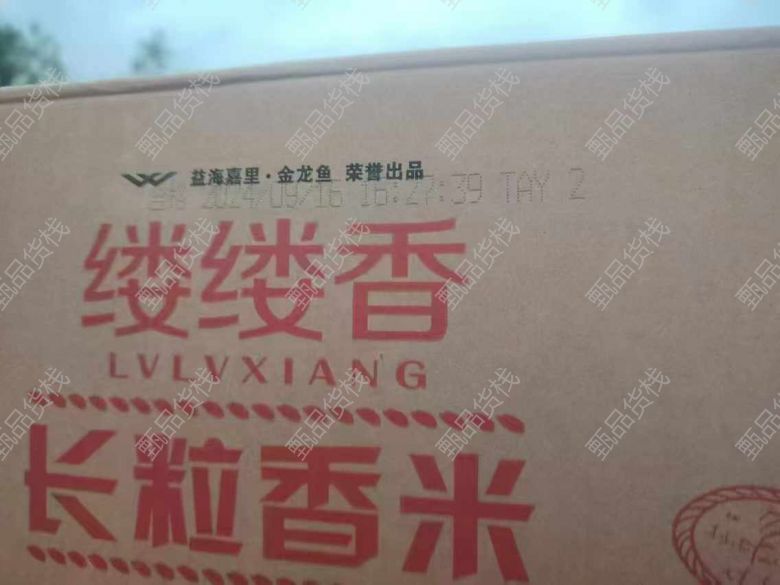 益海嘉里·金龙鱼 荣誉出品
2024/09/16 16:27:39 TAY 2
缕缕香
LVLVXIANG
长粒香米
甄品货栈